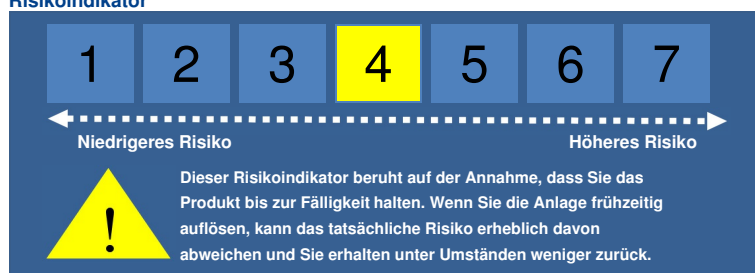 Risikoindikator
1 2 3 4 5 6 7
Niedrigeres Risiko Höheres Risiko
Dieser Risikoindikator beruht auf der Annahme, dass Sie das
Produkt bis zur Fälligkeit halten. Wenn Sie die Anlage frühzeitig
auflösen, kann das tatsächliche Risiko erheblich davon
abweichen und Sie erhalten unter Umständen weniger zurück.
!